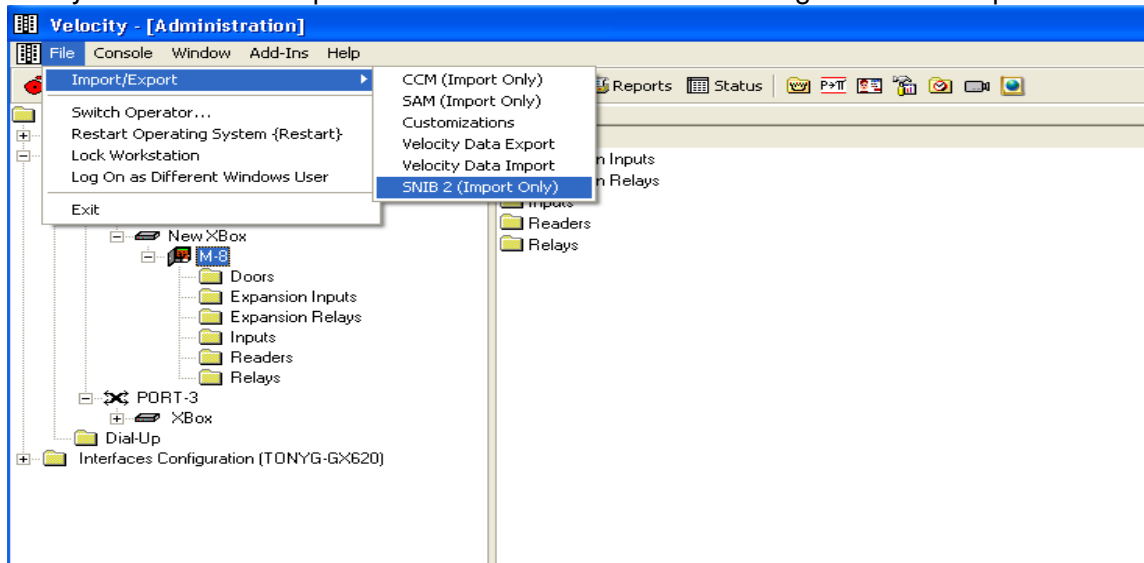 Velocity - [Administration]
File Console Window Add-Ins Help
Import/Export
Switch Operator...
Restart Operating System -{Restart}
Lock Workstation
Log On as Different Windows User
Exit
CCM (Import Only)
SAM (Import Only)
Customizations
Velocity Data Export
Velocity Data Import
SNIB 2 (Import Only)
Reports Status
n Inputs
n Relays
Inputs
Readers
Relays
New XBox
M-8
Doors
Expansion Inputs
Expansion Relays
Inputs
Readers
Relays
PORT-3
XBox
Dial-Up
Interfaces Configuration (TONYG-GX620)